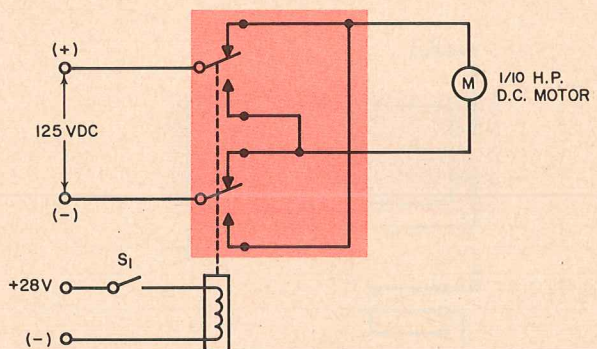 (+)
125 VDC
(-)
M
1/10 H.P.
D.C. MOTOR
S1
+28V
(-)